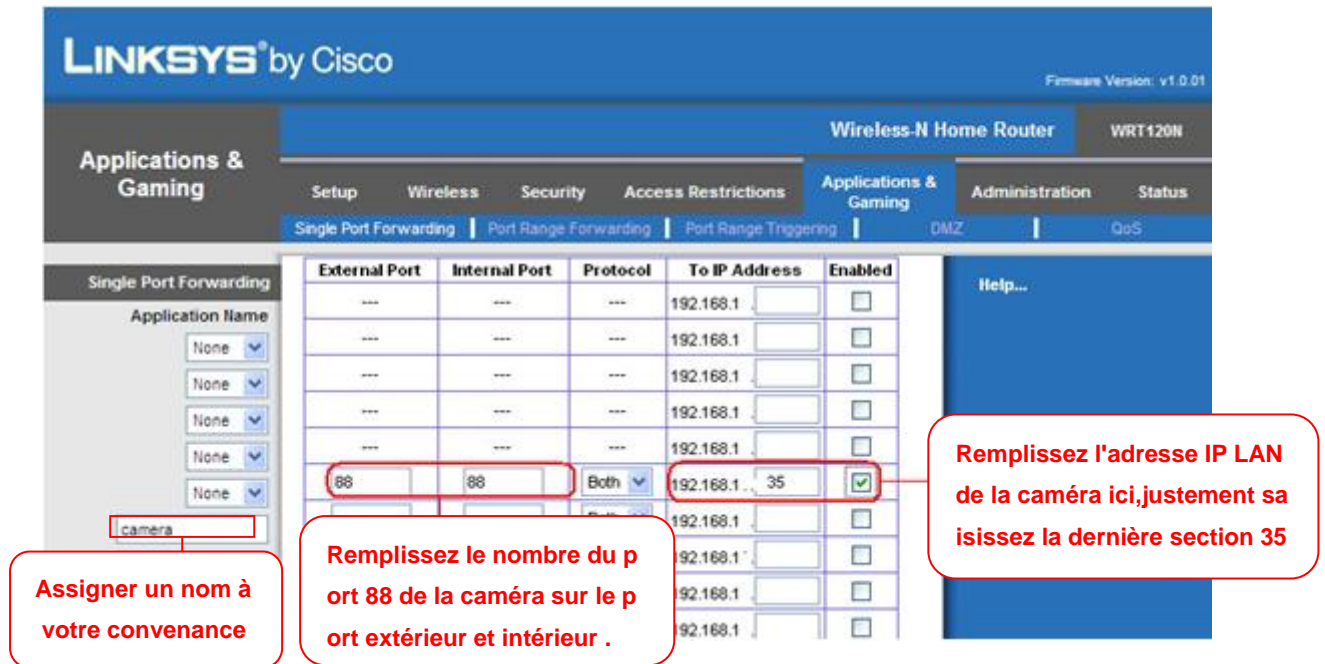 LINKSYS® by Cisco
Firmware Version: v1.0.01
Wireless-N Home Router WRT120N
Applications & Gaming
Setup Wireless Security Access Restrictions Applications & Gaming Administration Status
Single Port Forwarding Port Range Forwarding Port Range Triggering DMZ QoS
Single Port Forwarding
External Port Internal Port Protocol To IP Address Enabled
Help...
Application Name
--- --- --- 192.168.1 .
None
--- --- --- 192.168.1
None
--- --- --- 192.168.1 .
None
--- --- --- 192.168.1 .
None
--- --- --- 192.168.1 .
None
88 88 Both 192.168.1 . 35
camera
192.168.1 .
192.168.1 .
192.168.1
192.168.1 .
Remplissez l'adresse IP LAN
de la caméra ici,justement sa
isissez la dernière section 35
Remplissez le nombre du p
ort 88 de la caméra sur le p
ort extérieur et intérieur .
Assigner un nom à
votre convenance